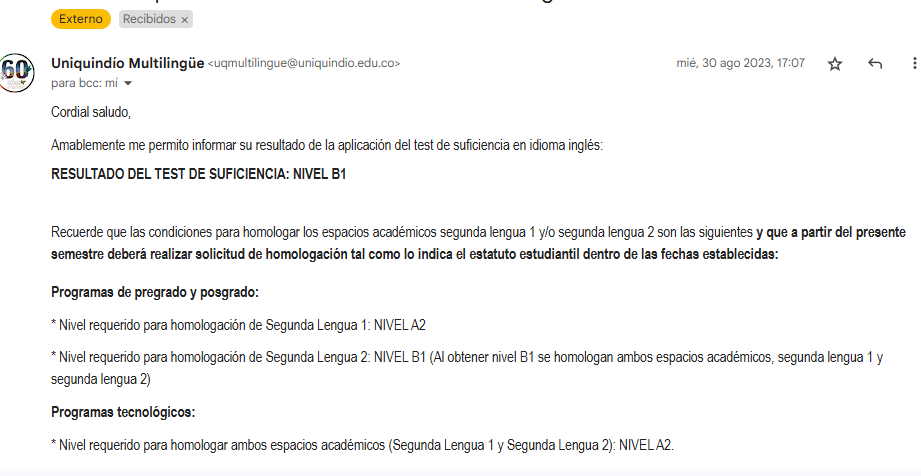 Externo Recibidos ×
60 Uniquindío Multilingüe <uqmultilingue@uniquindio.edu.co> mié, 30 ago 2023, 17:07
para bcc: mí
Cordial saludo,
Amablemente me permito informar su resultado de la aplicación del test de suficiencia en idioma inglés:
RESULTADO DEL TEST DE SUFICIENCIA: NIVEL B1
Recuerde que las condiciones para homologar los espacios académicos segunda lengua 1 y/o segunda lengua 2 son las siguientes y que a partir del presente
semestre deberá realizar solicitud de homologación tal como lo indica el estatuto estudiantil dentro de las fechas establecidas:
Programas de pregrado y posgrado:
* Nivel requerido para homologación de Segunda Lengua 1: NIVEL A2
* Nivel requerido para homologación de Segunda Lengua 2: NIVEL B1 (Al obtener nivel B1 se homologan ambos espacios académicos, segunda lengua 1 y
segunda lengua 2)
Programas tecnológicos:
* Nivel requerido para homologar ambos espacios académicos (Segunda Lengua 1 y Segunda Lengua 2): NIVEL A2.